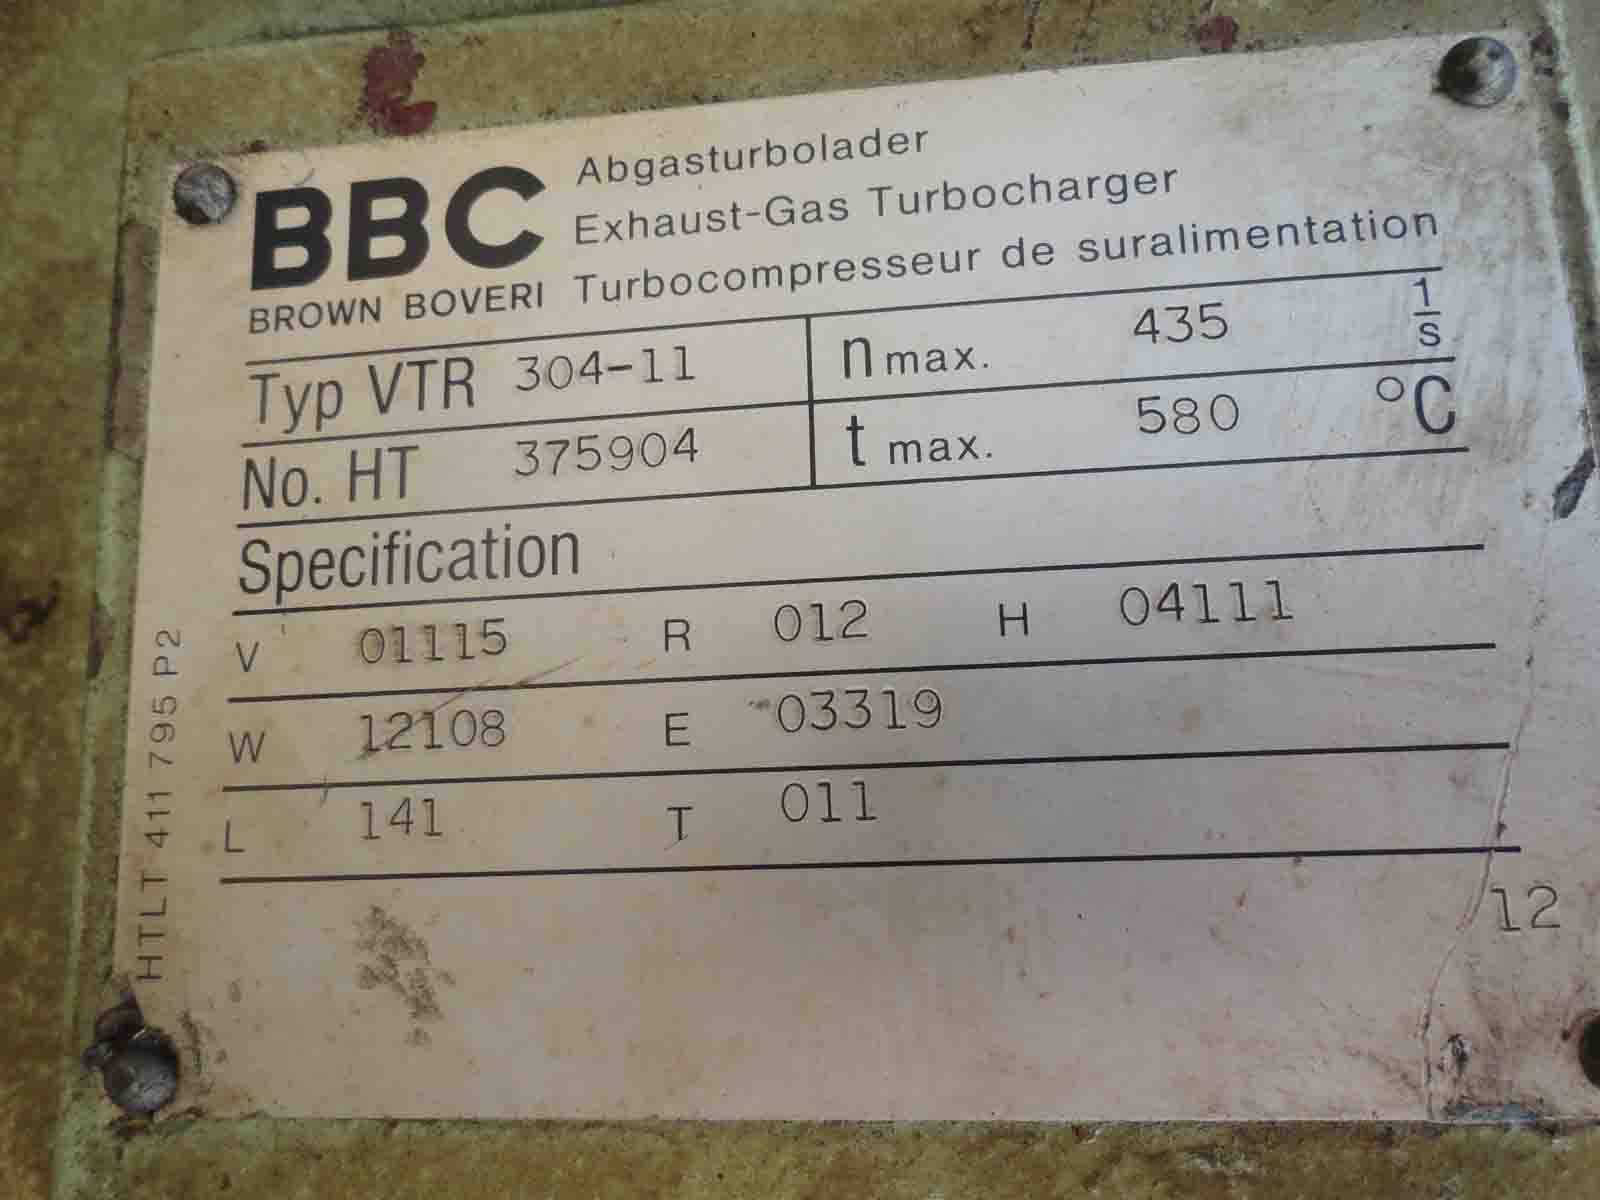 BBC Abgasturbolader
Exhaust-Gas Turbocharger
BROWN BOVERI Turbocompresseur de suralimentation
Typ VTR 304-11 n max. 435 1/s
No. HT 375904 t max. 580 °C
Specification
V 01115 R 012 H 04111
W 12108 E 03319
L 141 T 011
12
HTLT 411 795 P2